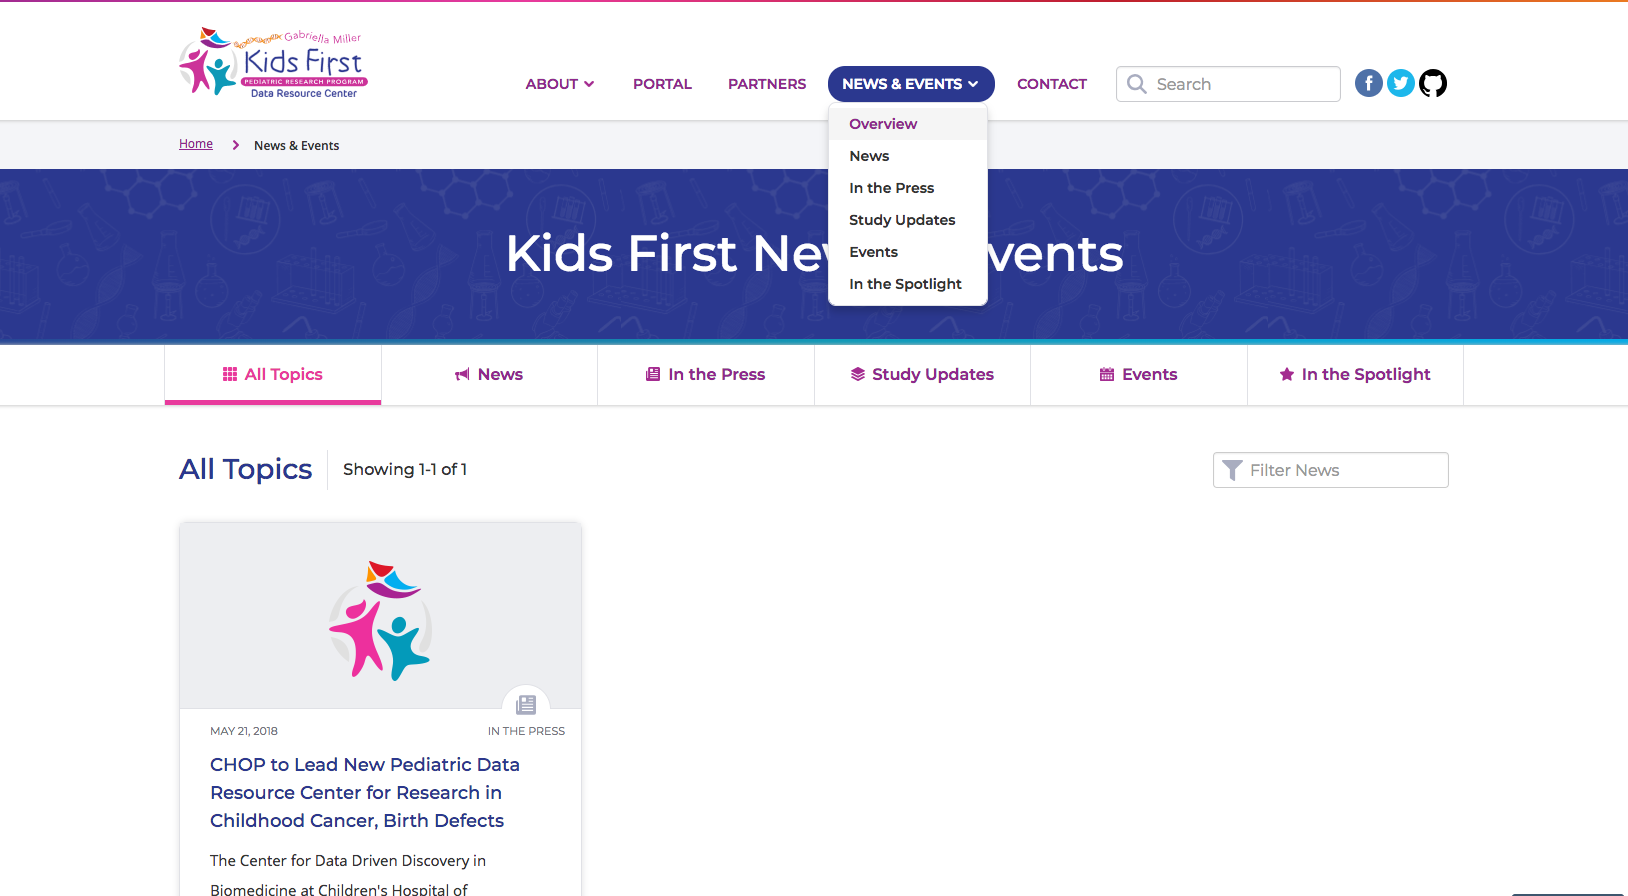 Gabriella Miller
Kids First
PEDIATRIC RESEARCH PROGRAM
Data Resource Center
ABOUT
PORTAL
PARTNERS
NEWS & EVENTS
CONTACT
Search
Overview
News
In the Press
Study Updates
Events
In the Spotlight
Home
News & Events
Kids First Ne vents
All Topics
News
In the Press
Study Updates
Events
In the Spotlight
All Topics
Showing 1-1 of 1
Filter News
MAY 21, 2018
IN THE PRESS
CHOP to Lead New Pediatric Data
Resource Center for Research in
Childhood Cancer, Birth Defects
The Center for Data Driven Discovery in
Biomedicine at Children's Hospital of